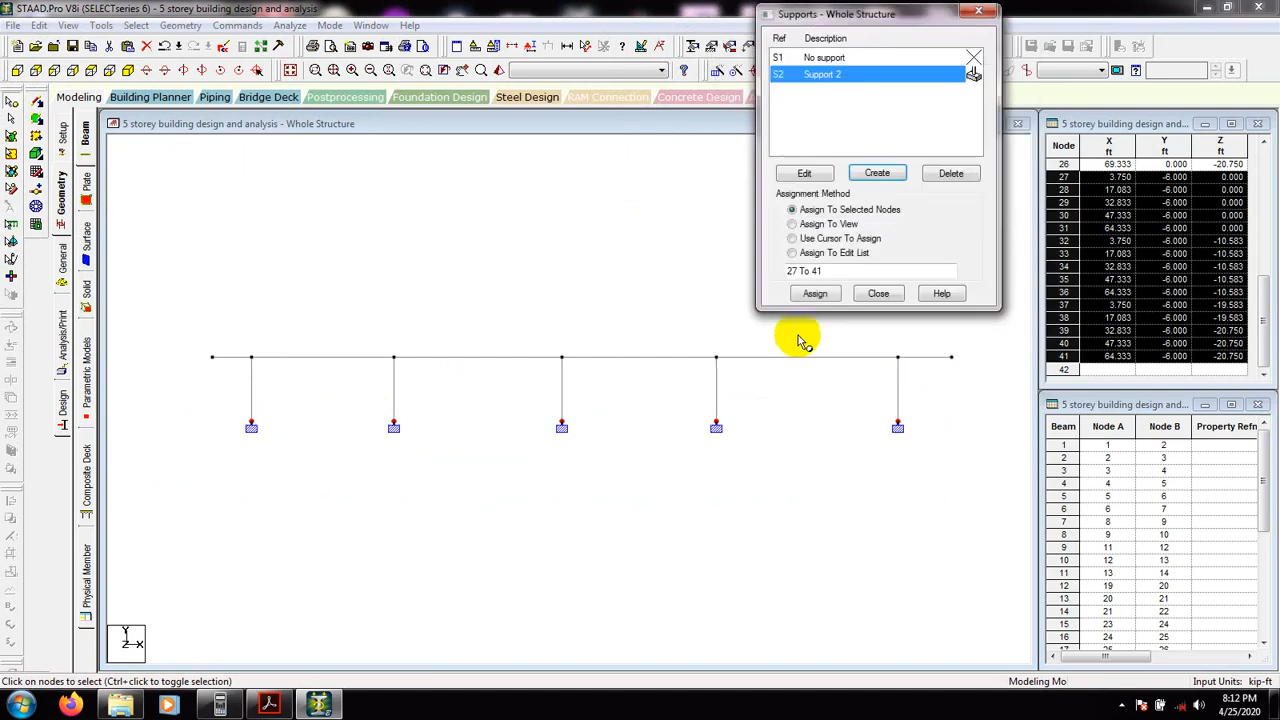 STAAD.Pro V8i (SELECTseries 6) - 5 storey building design and analysis
File Edit View Tools Select Geometry Commands Analyze Mode Window Help
Modeling Building Planner Piping Bridge Deck Postprocessing Foundation Design Steel Design RAM Connection Concrete Design
5 storey building design and analysis - Whole Structure
Setup
Geometry
General
Analysis/Print
Design
Beam
Plate
Surface
Solid
Parametric Models
Composite Deck
Physical Member
Y
Z X
Supports - Whole Structure
Ref Description
S1 No support
S2 Support 2
Edit Create Delete
Assignment Method
Assign To Selected Nodes
Assign To View
Use Cursor To Assign
Assign To Edit List
27 To 41
Assign Close Help
5 storey building design and...
Node X ft Y ft Z ft
26 69.333 0.000 -20.750
27 3.750 -6.000 0.000
28 17.083 -6.000 0.000
29 32.833 -6.000 0.000
30 47.333 -6.000 0.000
31 64.333 -6.000 0.000
32 3.750 -6.000 -10.583
33 17.083 -6.000 -10.583
34 32.833 -6.000 -10.583
35 47.333 -6.000 -10.583
36 64.333 -6.000 -10.583
37 3.750 -6.000 -19.583
38 17.083 -6.000 -19.583
39 32.833 -6.000 -20.750
40 47.333 -6.000 -20.750
41 64.333 -6.000 -20.750
42
5 storey building design and...
Beam Node A Node B Property Refn
1 1 2
2 2 3
3 3 4
4 4 5
5 5 6
6 6 7
7 8 9
8 9 10
9 11 12
10 12 13
11 13 14
12 19 20
13 20 21
14 21 22
15 23 24
16 24 25
Click on nodes to select (Ctrl+click to toggle selection)
Modeling Mo Input Units: kip-ft
8:12 PM
4/25/2020